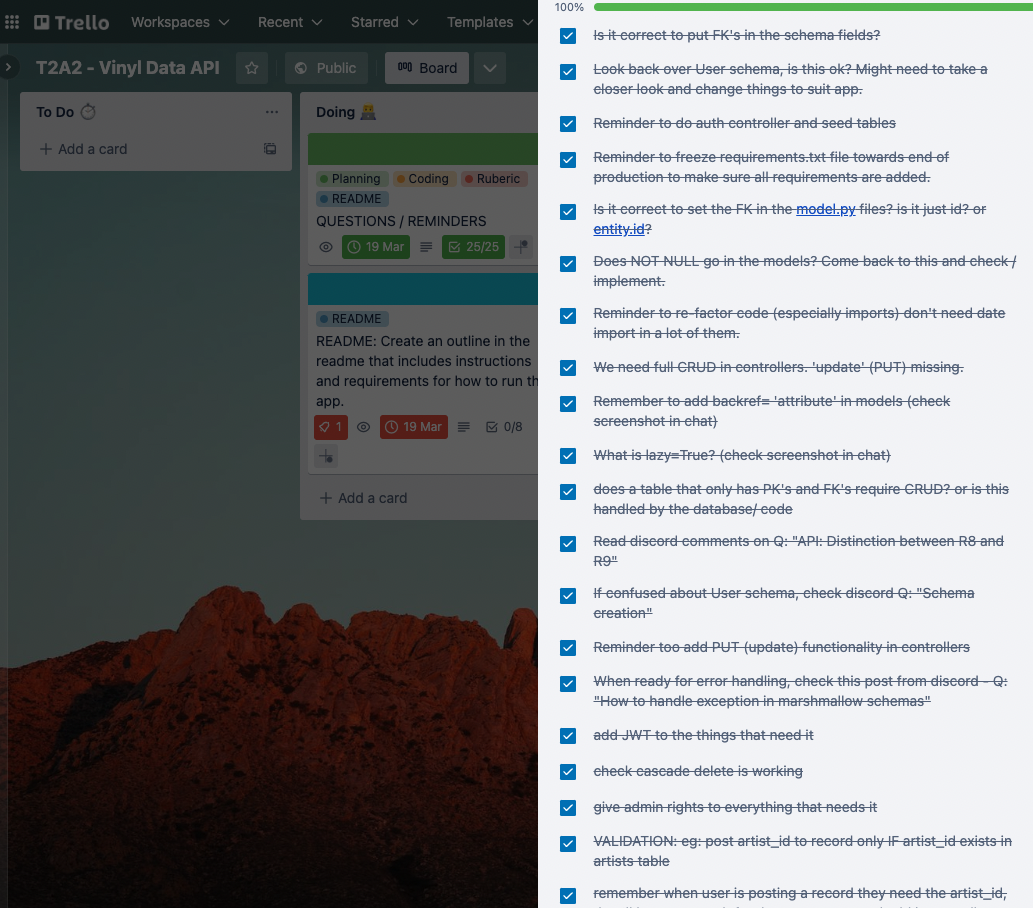 Trello
Workspaces
Recent
Starred
Templates
T2A2 - Vinyl Data API
Public
Board
To Do
Add a card
Doing
Planning
Coding
Ruberic
README
QUESTIONS / REMINDERS
19 Mar
25/25
README
README: Create an outline in the
readme that includes instructions
and requirements for how to run th
app.
1
19 Mar
0/8
Add a card
100%
Is it correct to put FK's in the schema fields?
Look back over User schema, is this ok? Might need to take a
closer look and change things to suit app.
Reminder to do auth controller and seed tables
Reminder to freeze requirements.txt file towards end of
production to make sure all requirements are added.
Is it correct to set the FK in the model.py files? is it just id? or
entity.id?
Does NOT NULL go in the models? Come back to this and check /
implement.
Reminder to re-factor code (especially imports) don't need date
import in a lot of them.
We need full CRUD in controllers. 'update' (PUT) missing.
Remember to add backref= 'attribute' in models (check
screenshot in chat)
What is lazy=True? (check screenshot in chat)
does a table that only has PK's and FK's require CRUD? or is this
handled by the database/ code
Read discord comments on Q: "API: Distinction between R8 and
R9"
If confused about User schema, check discord Q: "Schema
creation"
Reminder too add PUT (update) functionality in controllers
When ready for error handling, check this post from discord - Q:
"How to handle exception in marshmallow schemas"
add JWT to the things that need it
check cascade delete is working
give admin rights to everything that needs it
VALIDATION: eg: post artist_id to record only IF artist_id exists in
artists table
remember when user is posting a record they need the artist_id,